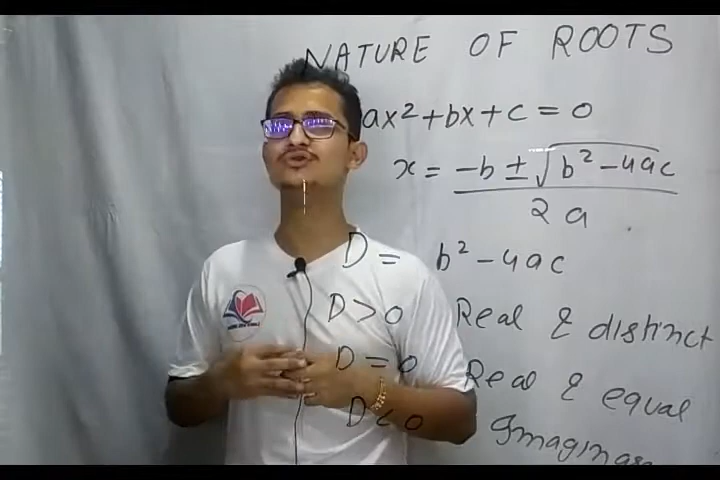 NATURE OF ROOTS
ax²+bx+c=0
x = -b ± √b²-4ac
2a
D = b²-4ac
D>0 Real & distinct
D=0 Real & equal
D<0